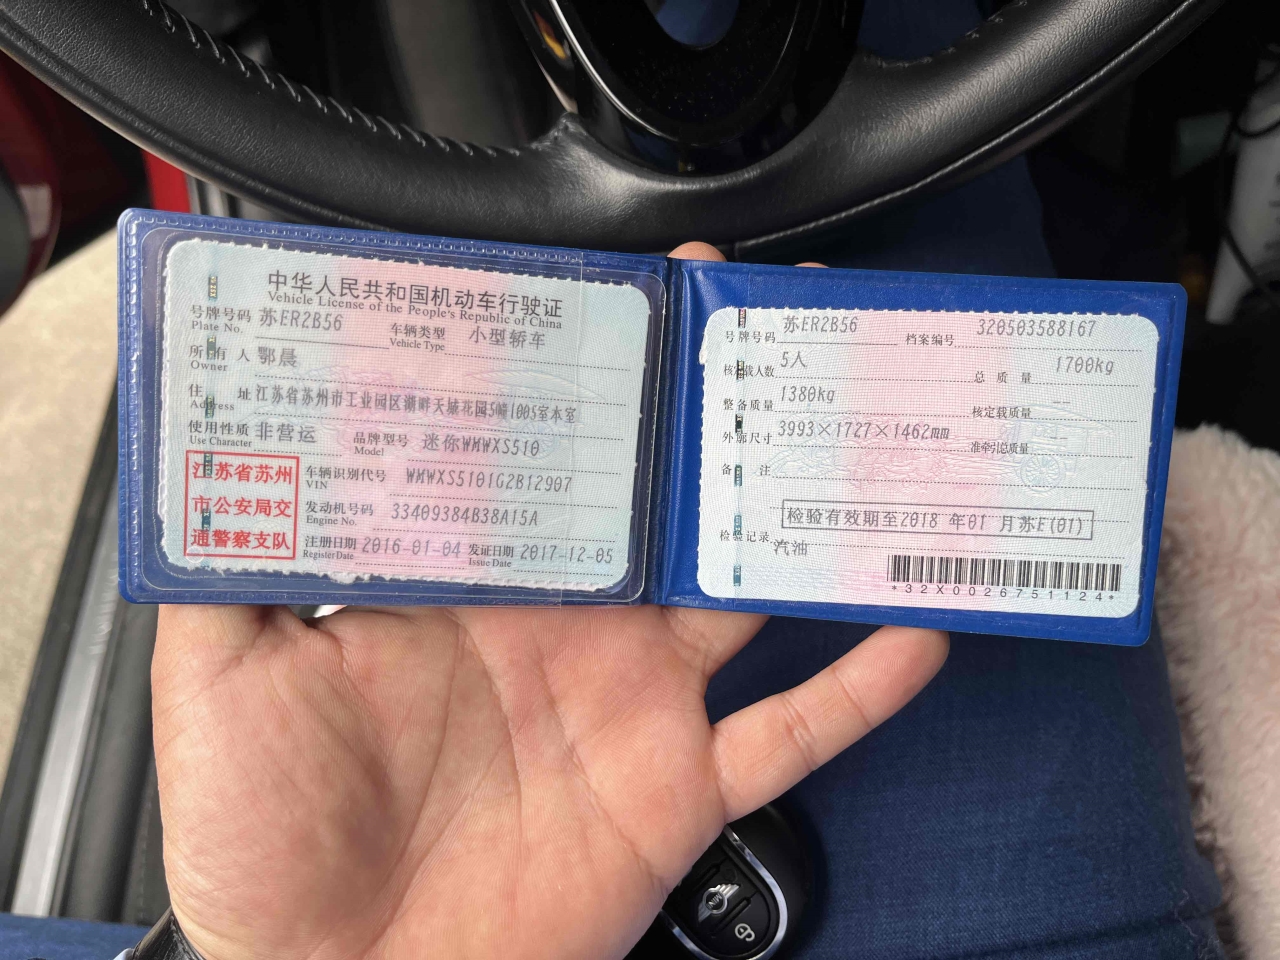 中华人民共和国机动车行驶证
Vehicle License of the People's Republic of China
号牌号码 苏ER2B56 车辆类型 小型轿车
Plate No. Vehicle Type
所有人 鄂晨
Owner
住址 江苏省苏州市工业园区湖畔天城花园5幢1005室本室
Address
使用性质 非营运 品牌型号 迷你WMWXS510
Use Character Model
江苏省苏州
市公安局交
通警察支队
车辆识别代号 WMWXS5101G2B12907
VIN
发动机号码 33409384B38A15A
Engine No.
注册日期 2016-01-04 发证日期 2017-12-05
Register Date Issue Date
号牌号码 苏ER2B56 档案编号 320503588167
核定载人数 5人 总质量 1700kg
整备质量 1380kg 核定载质量 --
外廓尺寸 3993×1727×1462mm 准牵引总质量 --
备注
检验有效期至2018 年01 月苏E(01)
检验记录
汽油
*32X0026751124*